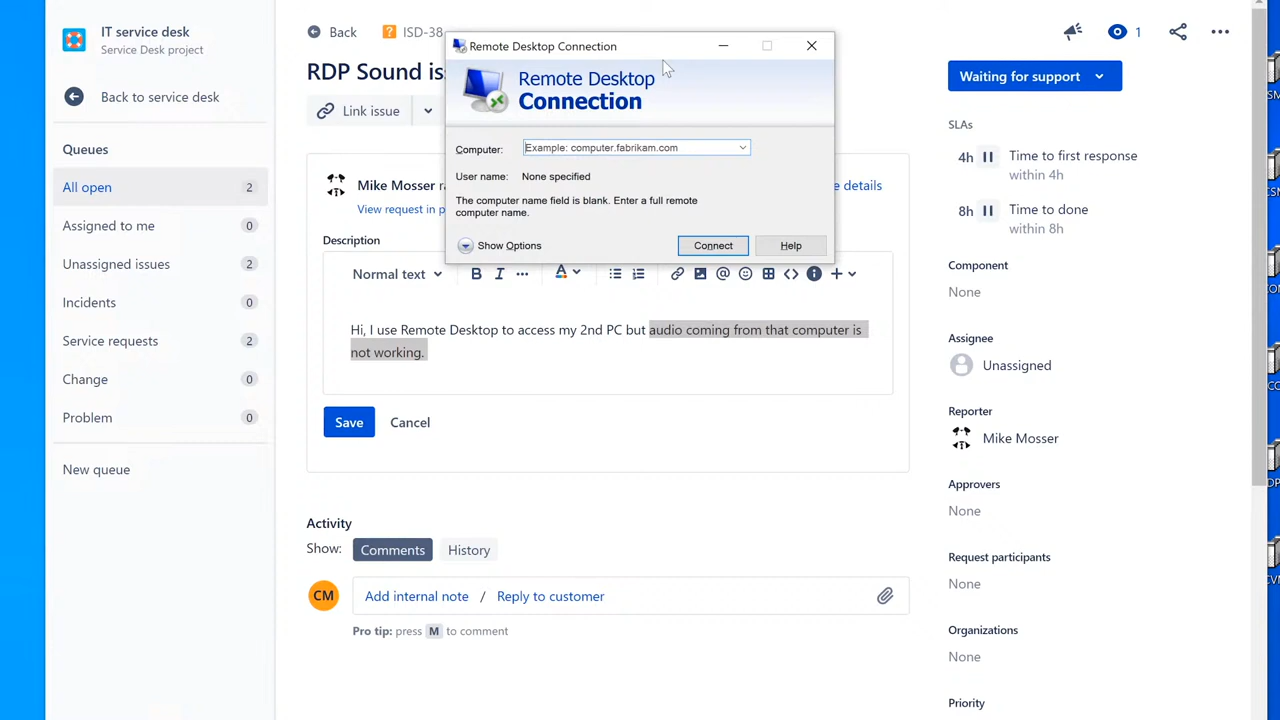 IT service desk
Service Desk project
Back to service desk
Queues
All open 2
Assigned to me 0
Unassigned issues 2
Incidents 0
Service requests 2
Change 0
Problem 0
New queue
Back
ISD-38
1
RDP Sound is
Link issue
Remote Desktop Connection
Remote Desktop
Connection
Computer: Example: computer.fabrikam.com
User name: None specified
The computer name field is blank. Enter a full remote
computer name.
Show Options
Connect
Help
Mike Mosser ra
e details
View request in p
Description
Normal text
B I A
Hi, I use Remote Desktop to access my 2nd PC but audio coming from that computer is
not working.
Save Cancel
Activity
Show: Comments History
CM Add internal note / Reply to customer
Pro tip: press M to comment
Waiting for support
SLAs
4h Time to first response
within 4h
8h Time to done
within 8h
Component
None
Assignee
Unassigned
Reporter
Mike Mosser
Approvers
None
Request participants
None
Organizations
None
Priority